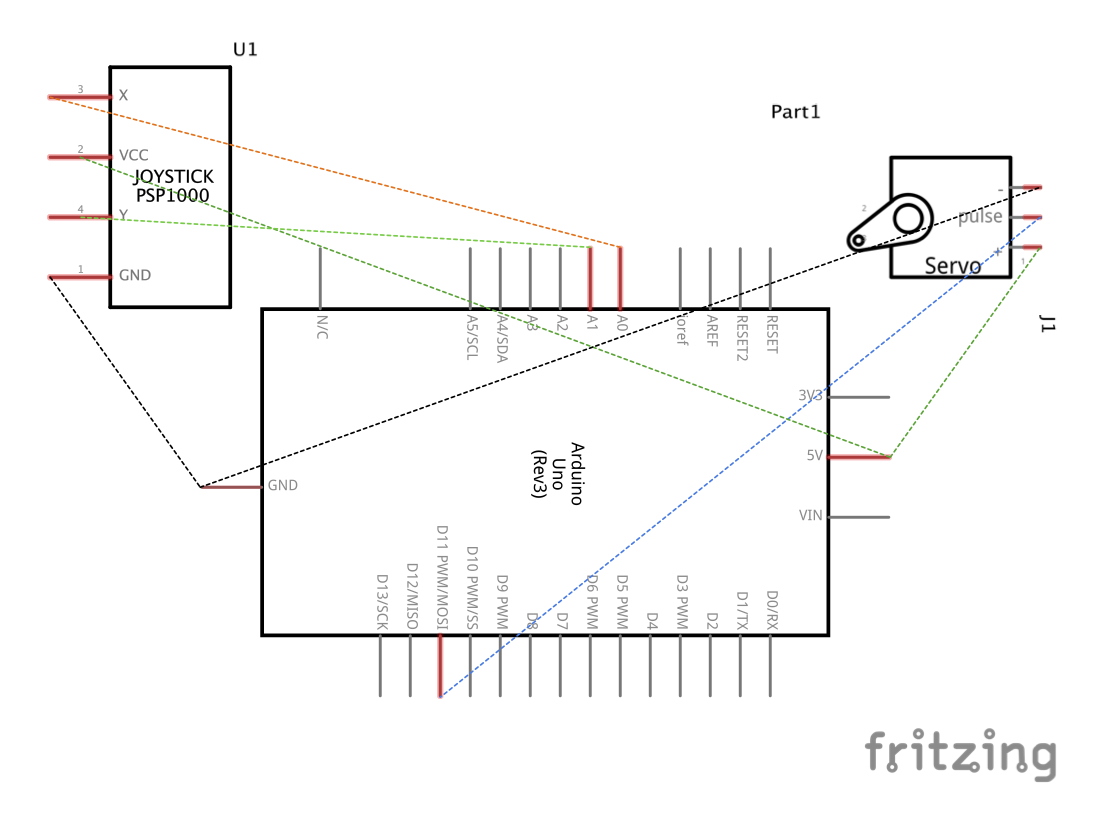 U1
3 X
2 VCC
JOYSTICK
PSP1000
4 Y
1 GND
Part1
2
-
pulse
+
1
Servo
J1
N/C
A5/SCL
A4/SDA
A3
A2
A1
A0
ioref
AREF
RESET2
RESET
3V3
5V
VIN
GND
Arduino
Uno
(Rev3)
D13/SCK
D12/MISO
D11 PWM/MOSI
D10 PWM/SS
D9 PWM
D8
D7
D6 PWM
D5 PWM
D4
D3 PWM
D2
D1/TX
D0/RX
fritzing